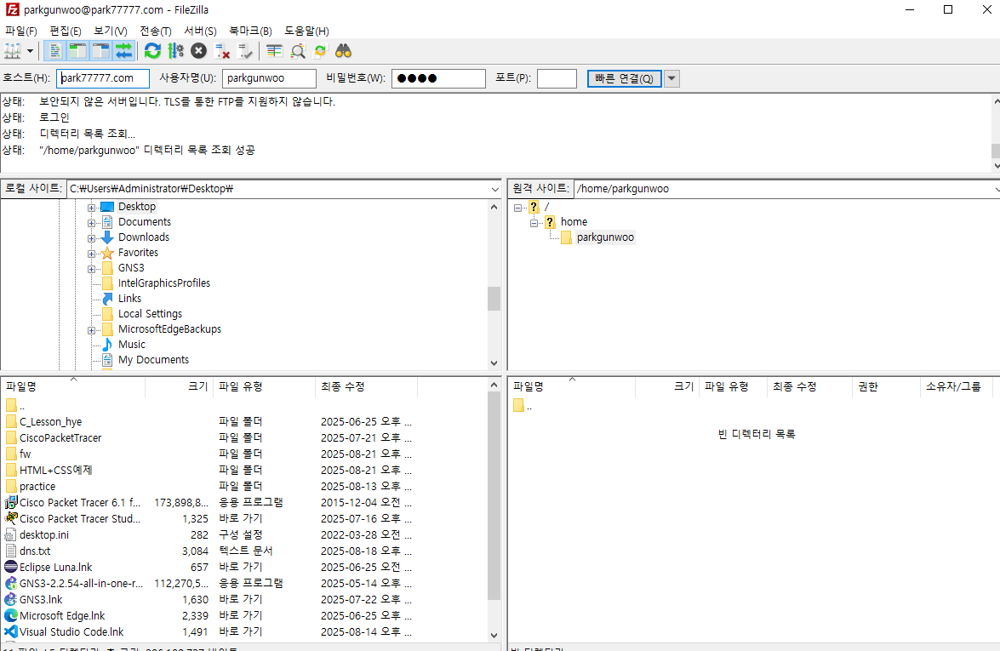 parkgunwoo@park77777.com - FileZilla
파일(F) 편집(E) 보기(V) 전송(T) 서버(S) 북마크(B) 도움말(H)
호스트(H): park77777.com 사용자명(U): parkgunwoo 비밀번호(W): ●●●● 포트(P): 빠른 연결(Q)
상태: 보안되지 않은 서버입니다. TLS를 통한 FTP를 지원하지 않습니다.
상태: 로그인
상태: 디렉터리 목록 조회...
상태: "/home/parkgunwoo" 디렉터리 목록 조회 성공
로컬 사이트: C:₩Users₩Administrator₩Desktop₩
Desktop
Documents
Downloads
Favorites
GNS3
IntelGraphicsProfiles
Links
Local Settings
MicrosoftEdgeBackups
Music
My Documents
원격 사이트: /home/parkgunwoo
/
home
parkgunwoo
파일명 크기 파일 유형 최종 수정
..
C_Lesson_hye 파일 폴더 2025-06-25 오후 ...
CiscoPacketTracer 파일 폴더 2025-07-21 오후 ...
fw 파일 폴더 2025-08-21 오후 ...
HTML+CSS예제 파일 폴더 2025-08-21 오후 ...
practice 파일 폴더 2025-08-13 오후 ...
Cisco Packet Tracer 6.1 f... 173,898,8... 응용 프로그램 2015-12-04 오전 ...
Cisco Packet Tracer Stud... 1,325 바로 가기 2025-07-16 오후 ...
desktop.ini 282 구성 설정 2022-03-28 오전 ...
dns.txt 3,084 텍스트 문서 2025-08-18 오후 ...
Eclipse Luna.lnk 657 바로 가기 2025-06-25 오전 ...
GNS3-2.2.54-all-in-one-r... 112,270,5... 응용 프로그램 2025-05-14 오후 ...
GNS3.lnk 1,630 바로 가기 2025-07-22 오후 ...
Microsoft Edge.lnk 2,339 바로 가기 2025-06-25 오후 ...
Visual Studio Code.lnk 1,491 바로 가기 2025-08-14 오후 ...
파일명 크기 파일 유형 최종 수정 권한 소유자/그룹
..
빈 디렉터리 목록